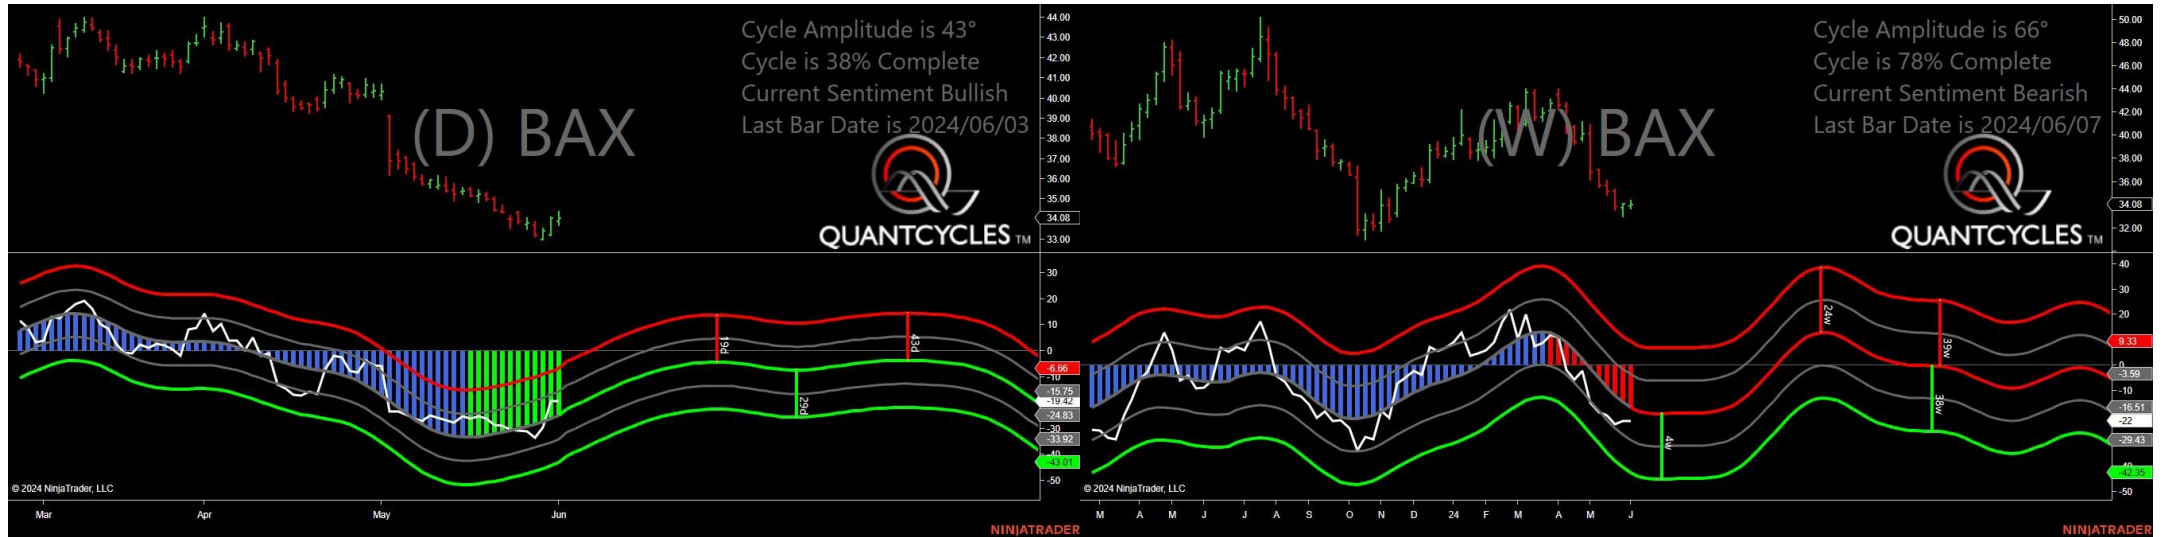 Cycle Amplitude is 43°
Cycle is 38% Complete
Current Sentiment Bullish
Last Bar Date is 2024/06/03
(D) BAX
QUANTCYCLES TM
44.00
43.00
42.00
41.00
40.00
39.00
38.00
37.00
36.00
35.00
34.08
33.00
30
20
10
0
-6.66
-10
-15.75
-19.42
-24.83
-30
-33.92
-40
-43.01
-50
19d
29d
43d
© 2024 NinjaTrader, LLC
Mar Apr May Jun
NINJATRADER
Cycle Amplitude is 66°
Cycle is 78% Complete
Current Sentiment Bearish
Last Bar Date is 2024/06/07
(W) BAX
QUANTCYCLES TM
50.00
48.00
46.00
44.00
42.00
40.00
38.00
36.00
34.08
32.00
40
30
20
9.33
0
-3.59
-10
-16.51
-22
-29.43
-40
-42.35
-50
4w
24w
38w
39w
© 2024 NinjaTrader, LLC
M A M J J A S O N D 24 F M A M J
NINJATRADER